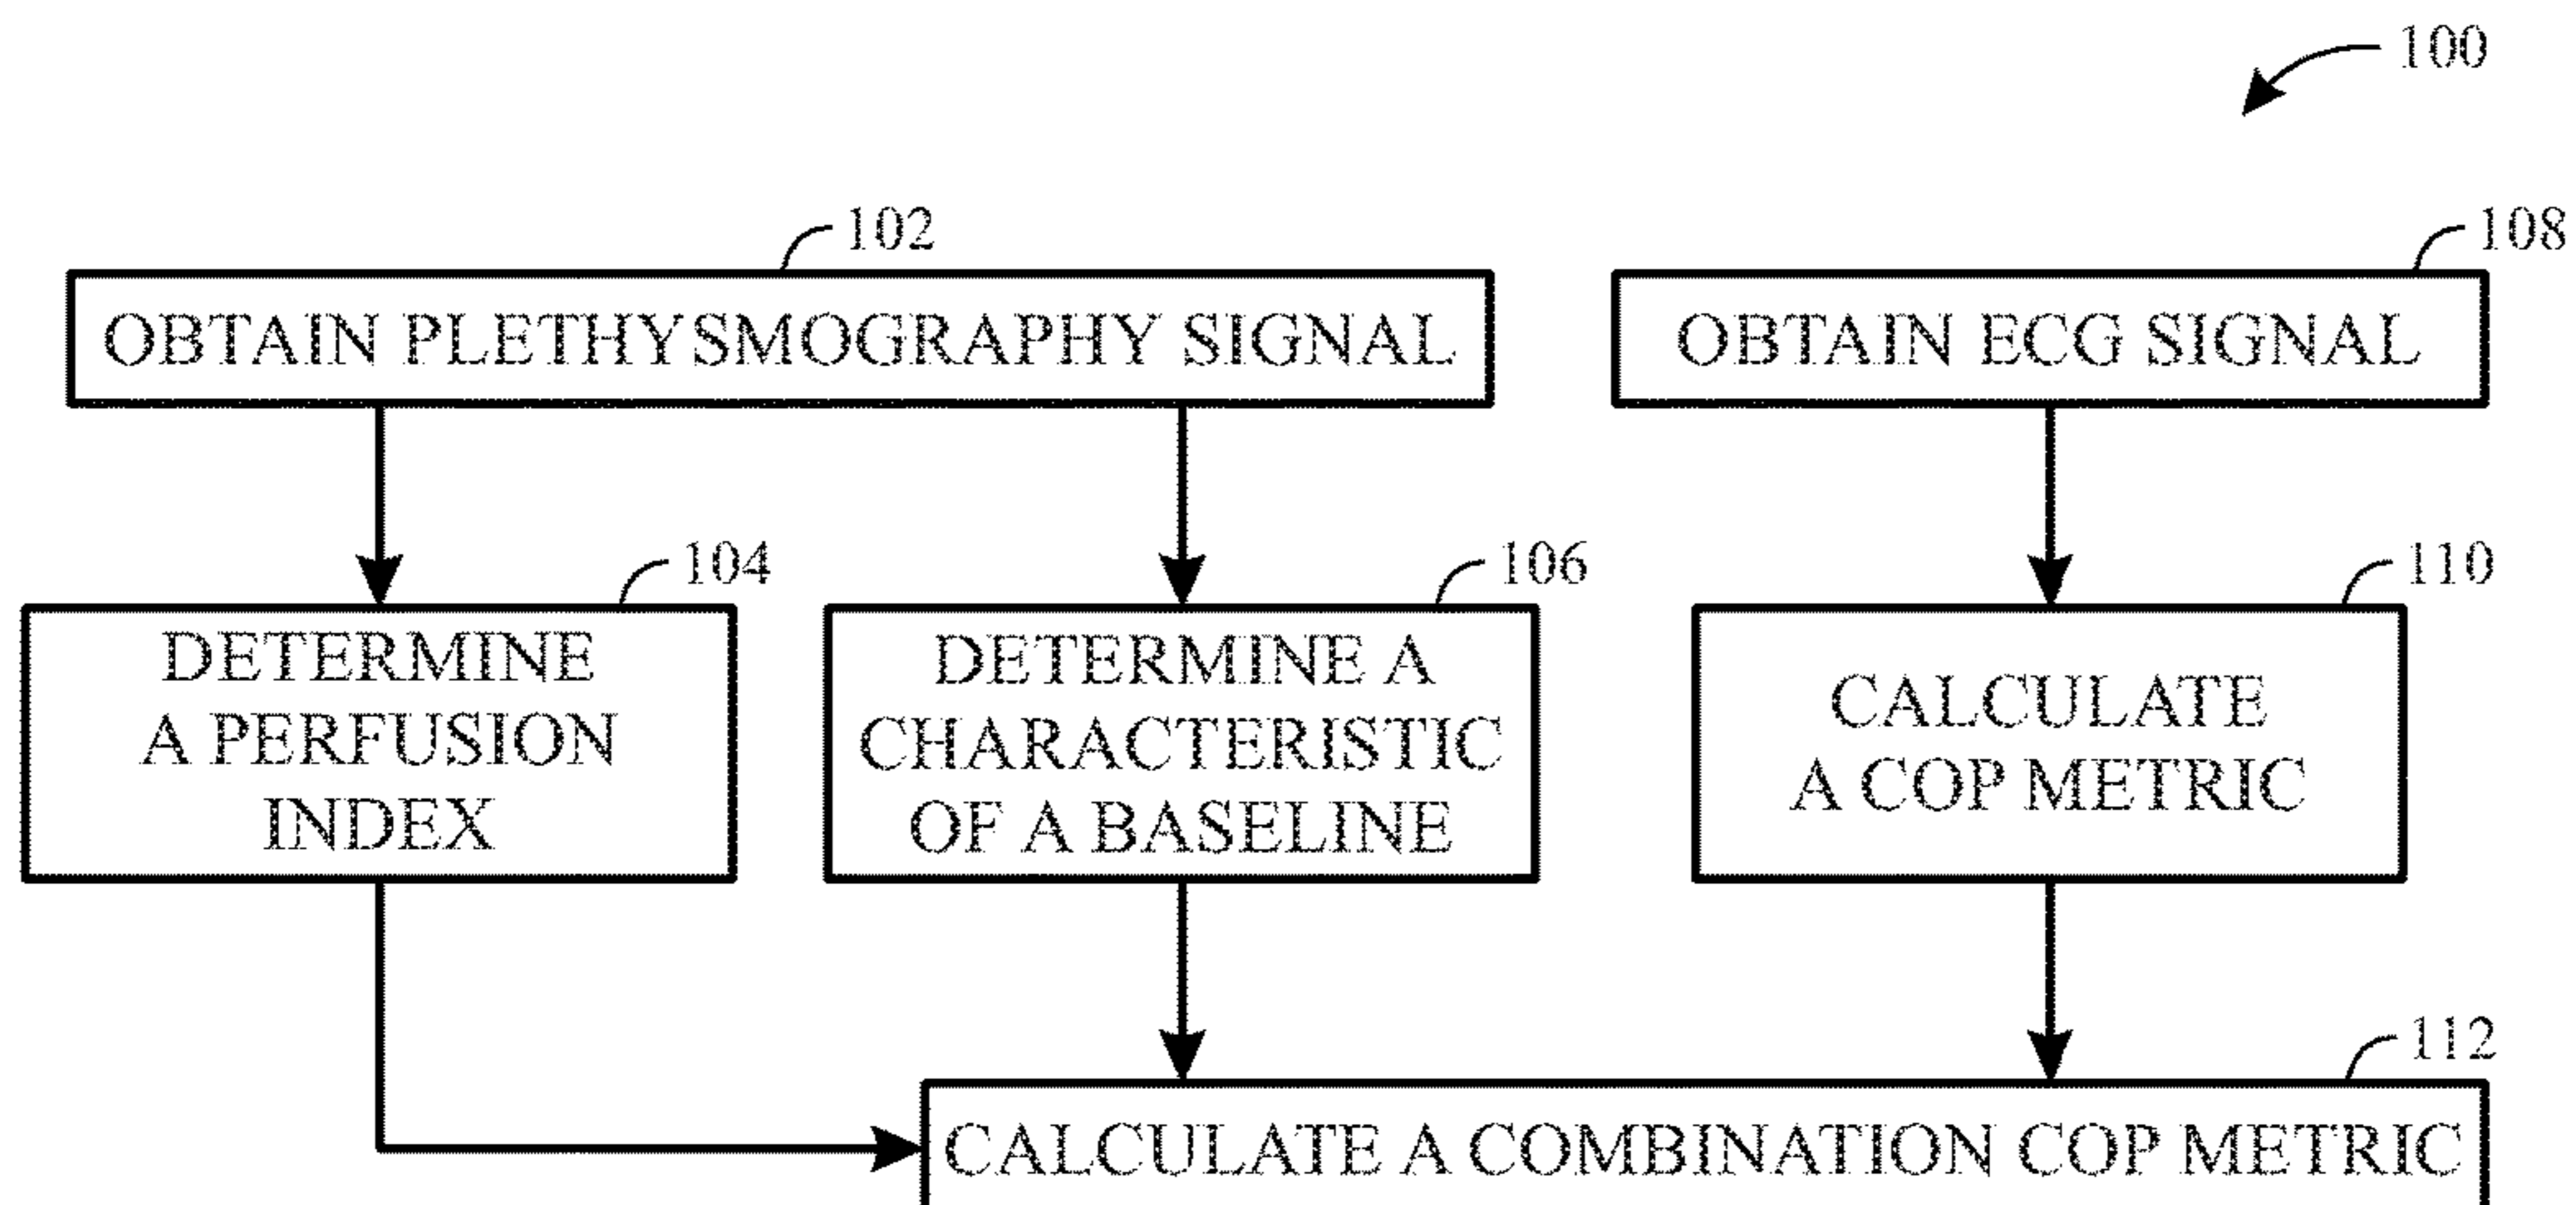 100
102
108
OBTAIN PLETHYSMOGRAPHY SIGNAL
OBTAIN ECG SIGNAL
104
106
110
DETERMINE
A PERFUSION
INDEX
DETERMINE A
CHARACTERISTIC
OF A BASELINE
CALCULATE
A COP METRIC
112
CALCULATE A COMBINATION COP METRIC